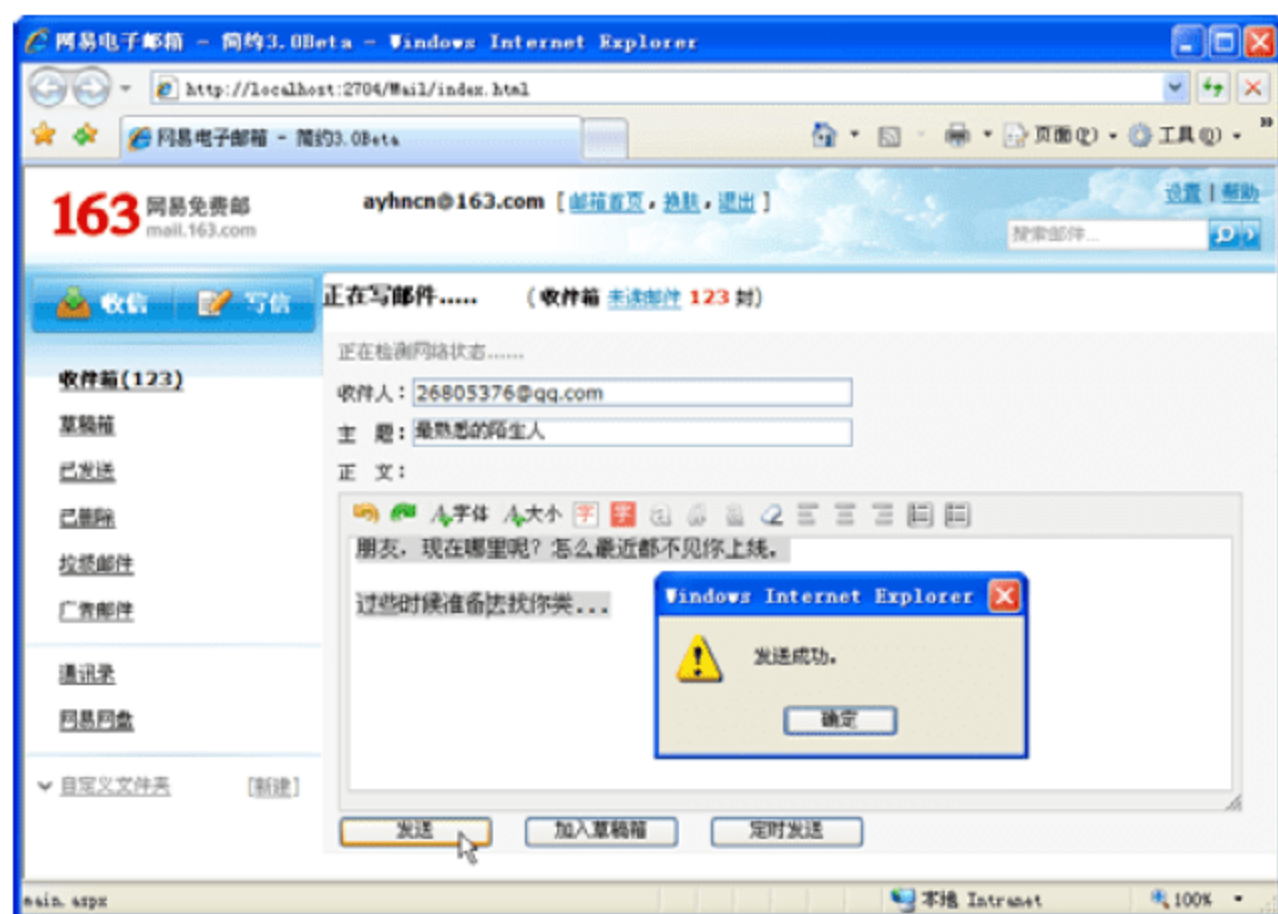 网易电子邮箱 - 简约3.0Beta - Windows Internet Explorer
http://localhost:2704/Mail/index.html
网易电子邮箱 - 简约3.0Beta
页面(P)
工具(O)
163 网易免费邮
mail.163.com
ayhncn@163.com [ 邮箱首页, 换肤, 退出 ]
设置 | 帮助
搜索邮件...
收信 写信
正在写邮件..... (收件箱 未读邮件 123 封)
正在检测网络状态.......
收件人: 26805376@qq.com
主 题: 最熟悉的陌生人
正 文:
字体 大小 字 字
朋友, 现在哪里呢? 怎么最近都不见你上线。
过些时候准备去找你类...
收件箱(123)
草稿箱
已发送
已删除
垃圾邮件
广告邮件
通讯录
网易网盘
自定义文件夹 [新建]
Windows Internet Explorer
发送成功。
确定
发送 加入草稿箱 定时发送
main.aspx 本地 Intranet 100%